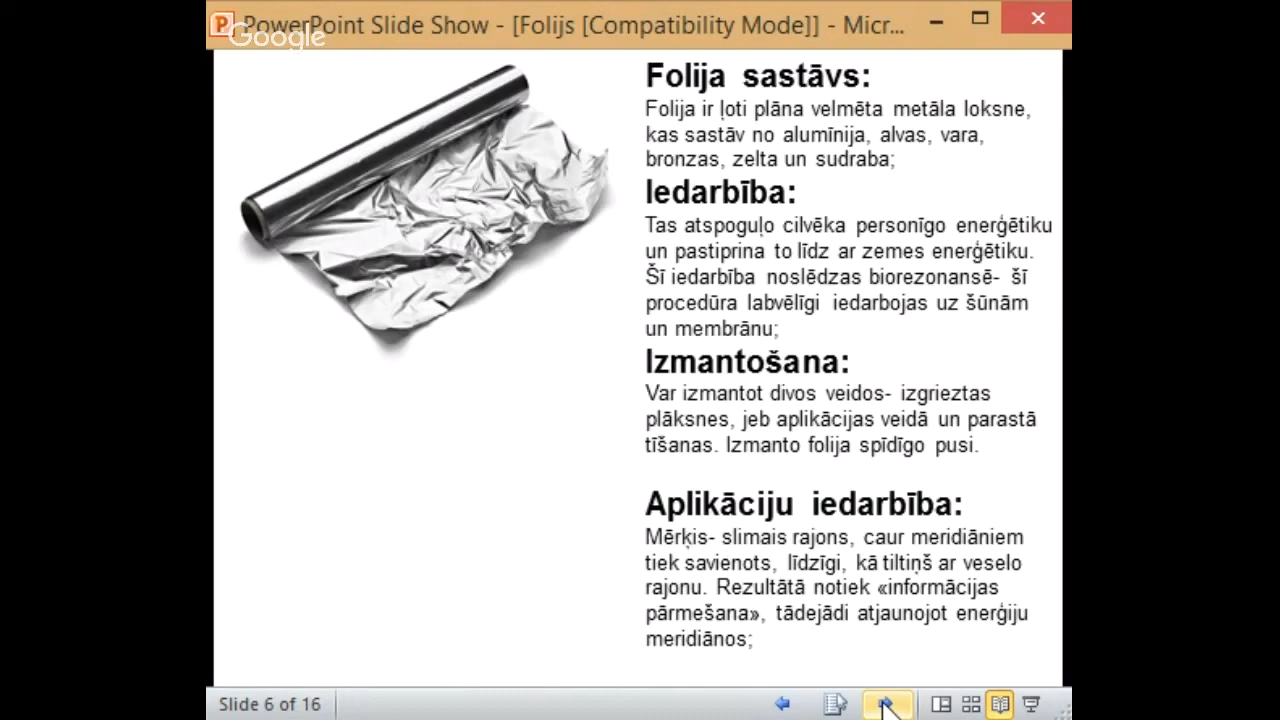 PowerPoint Slide Show - [Folijs [Compatibility Mode]] - Micr...
Google
Folija sastāvs:
Folija ir ļoti plāna velmēta metāla loksne,
kas sastāv no alumīnija, alvas, vara,
bronzas, zelta un sudraba;
Iedarbība:
Tas atspoguļo cilvēka personīgo enerģētiku
un pastiprina to līdz ar zemes enerģētiku.
Šī iedarbība noslēdzas biorezonansē- šī
procedūra labvēlīgi iedarbojas uz šūnām
un membrānu;
Izmantošana:
Var izmantot divos veidos- izgrieztas
plāksnes, jeb aplikācijas veidā un parastā
tīšanas. Izmanto folija spīdīgo pusi.
Aplikāciju iedarbība:
Mērķis- slimais rajons, caur meridiāniem
tiek savienots, līdzīgi, kā tiltiņš ar veselo
rajonu. Rezultātā notiek «informācijas
pārmešana», tādejādi atjaunojot enerģiju
meridiānos;
Slide 6 of 16